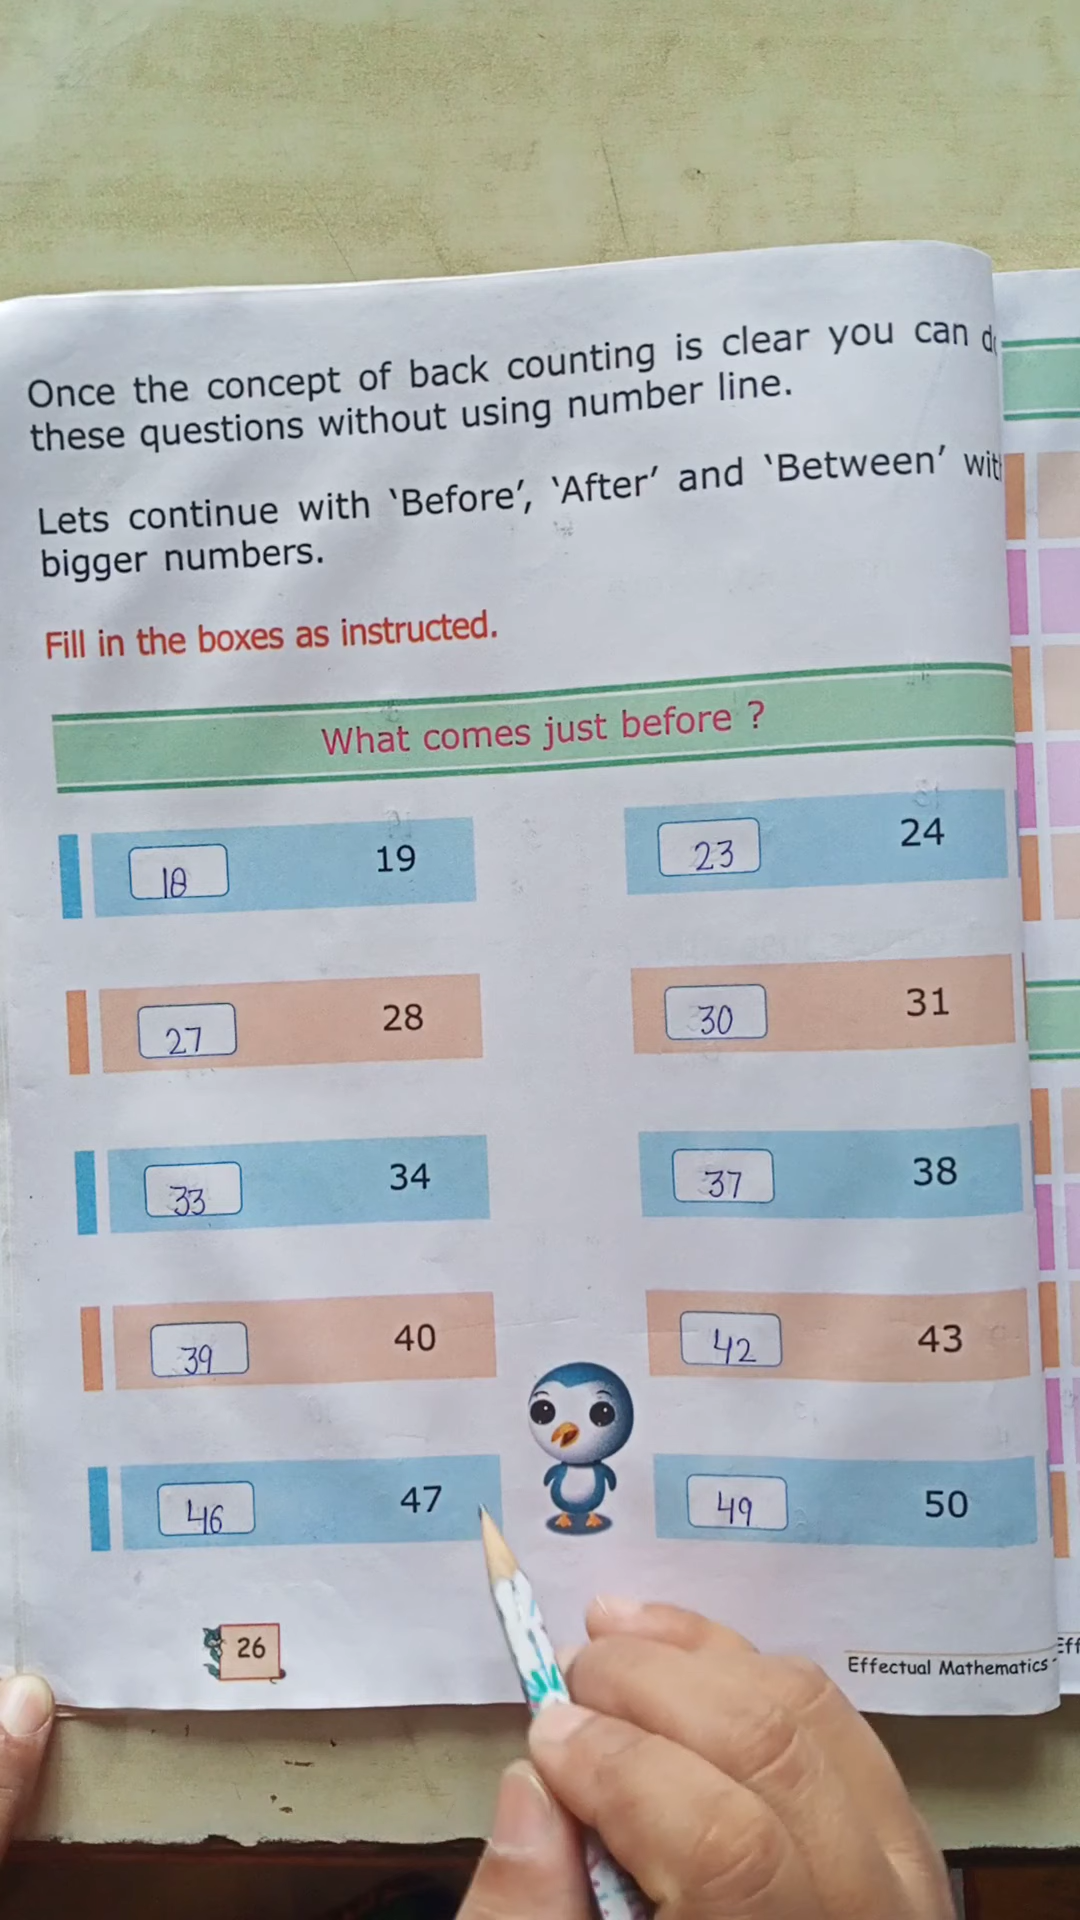 Once the concept of back counting is clear you can
these questions without using number line.
Lets continue with ‘Before’, ‘After’ and ‘Between’
bigger numbers.
Fill in the boxes as instructed.
What comes just before ?
18 19 23 24
27 28 30 31
33 34 37 38
39 40 42 43
46 47 49 50
26
Effectual Mathematics